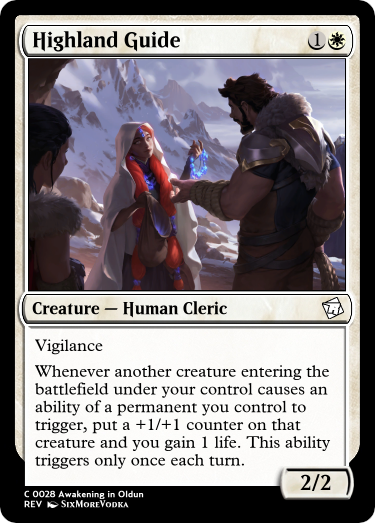 Highland Guide 1
Creature — Human Cleric
Vigilance
Whenever another creature entering the
battlefield under your control causes an
ability of a permanent you control to
trigger, put a +1/+1 counter on that
creature and you gain 1 life. This ability
triggers only once each turn.
2/2
C 0028 Awakening in Oldun
REV SixMoreVodka